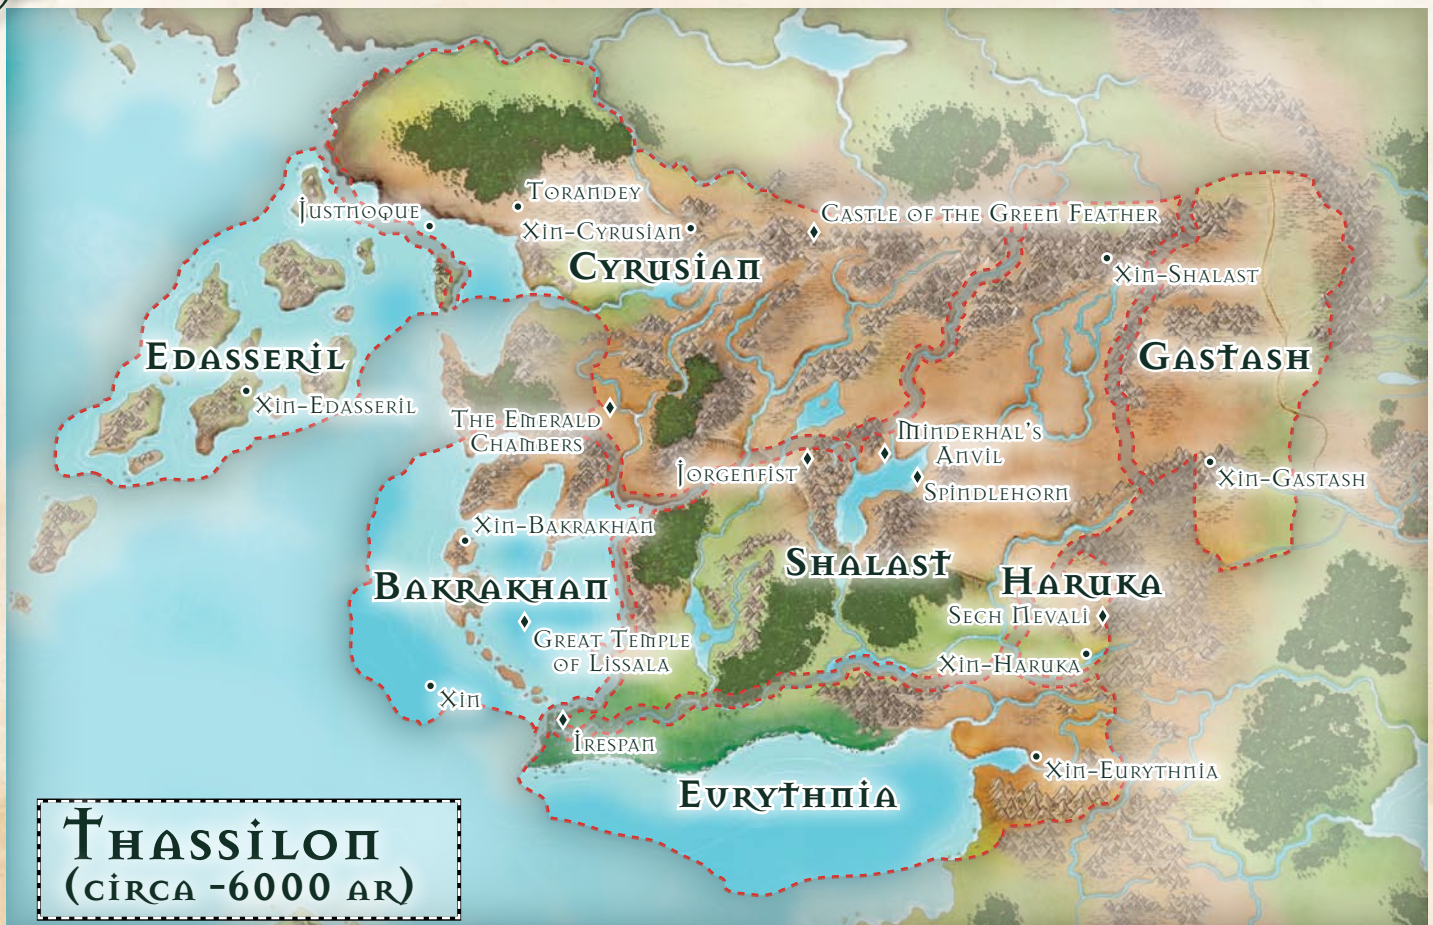 Torandey
Justnoque
Castle of the Green Feather
Xin-Cyrusian
Cyrusian
Xin-Shalast
Edasseril
Gastash
Xin-Edasseril
The Emerald
Chambers
Minderhal's
Anvil
Jorgenfist
Xin-Gastash
Spindlehorn
Xin-Bakrakhan
Shalast
Bakrakhan
Haruka
Sech Nevali
Great Temple
of Lissala
Xin-Haruka
Xin
Irespan
Xin-Eurythnia
Eurythnia
Thassilon
(circa -6000 AR)